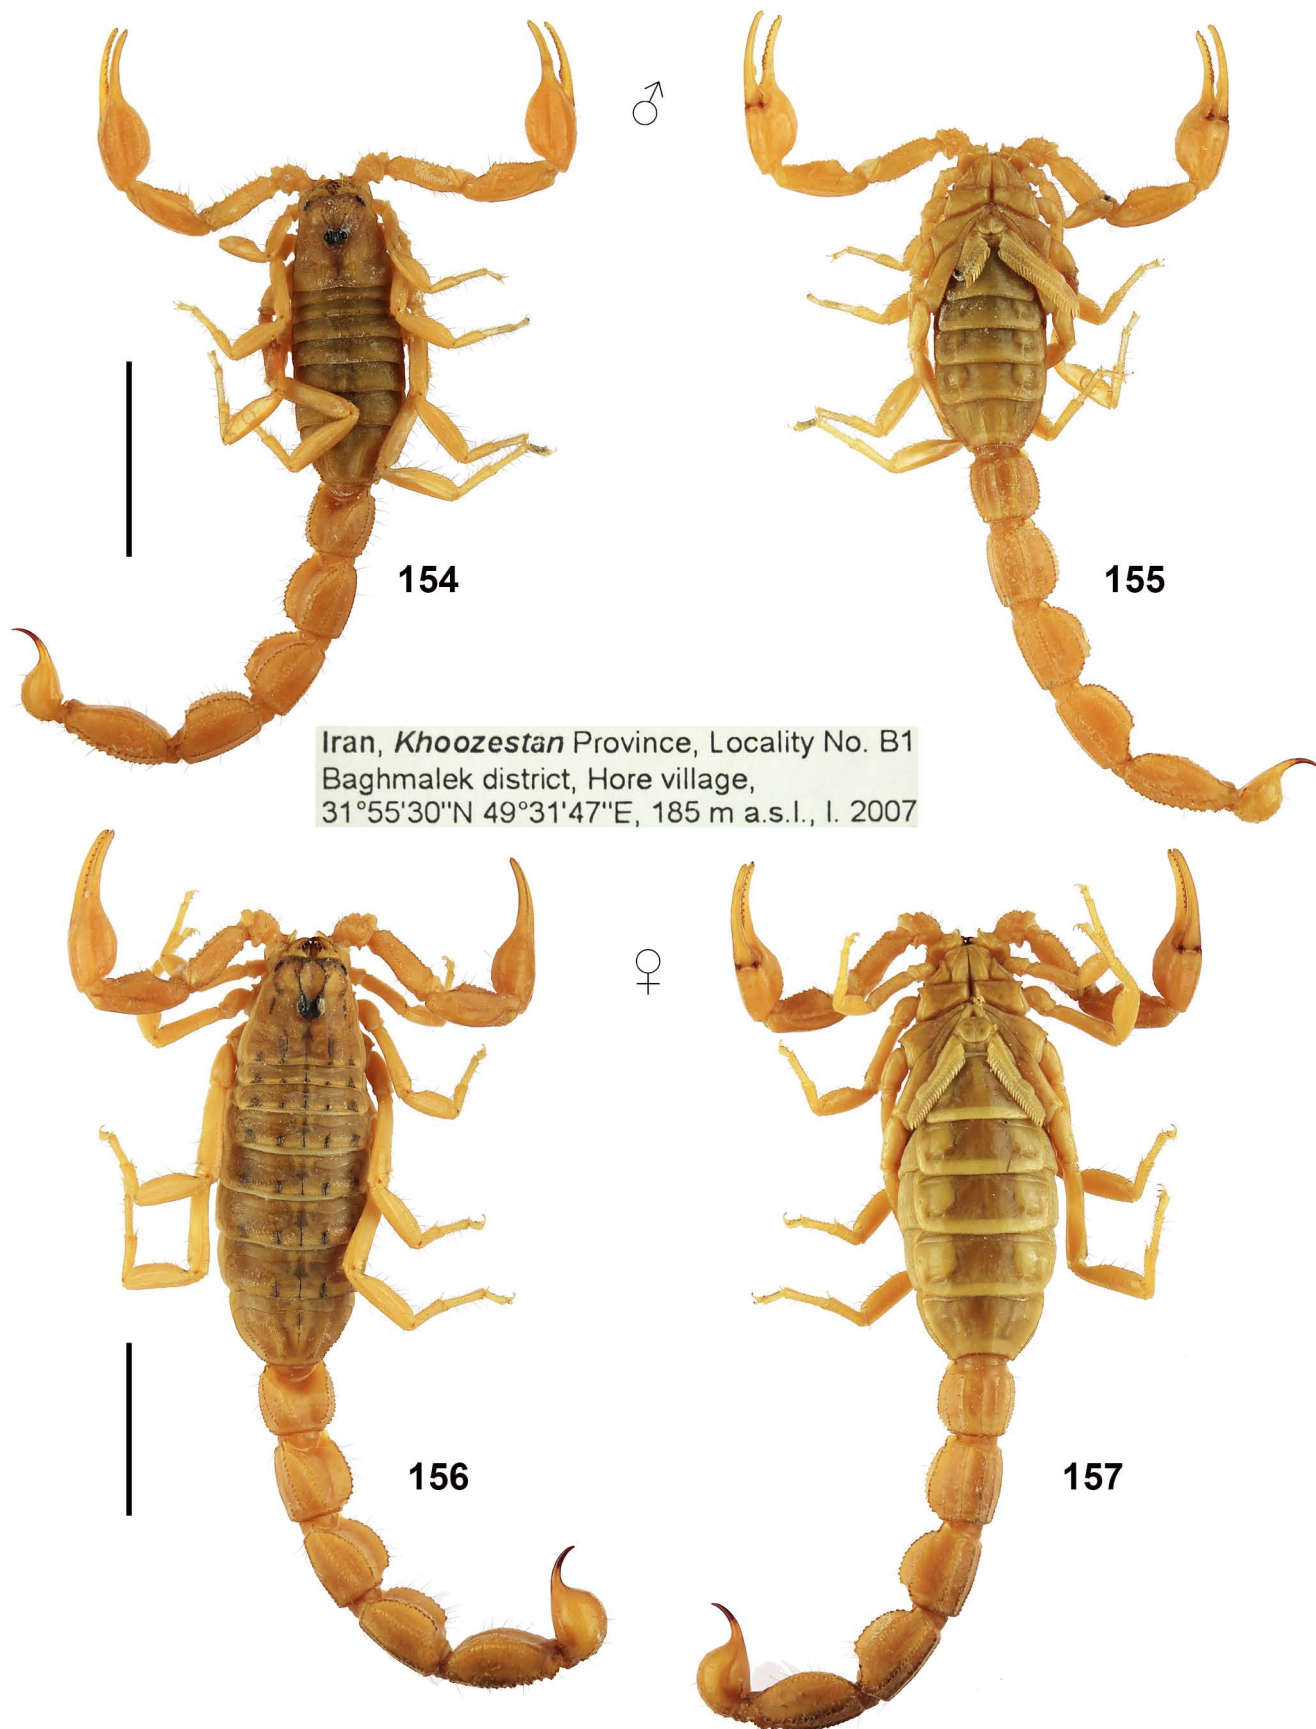 ♂
154
155
Iran, Khoozestan Province, Locality No. B1
Baghmalek district, Hore village,
31°55'30"N 49°31'47"E, 185 m a.s.l., I. 2007
♀
156
157